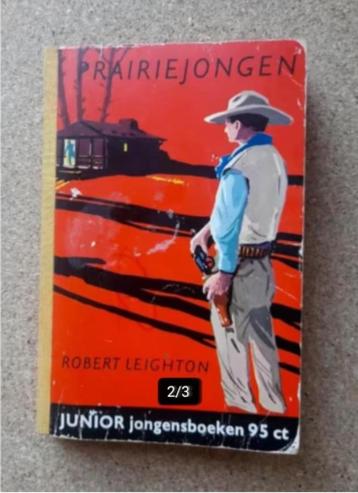 PRAIRIEJONGEN
ROBERT LEIGHTON
2/3
JUNIOR jongensboeken 95 ct